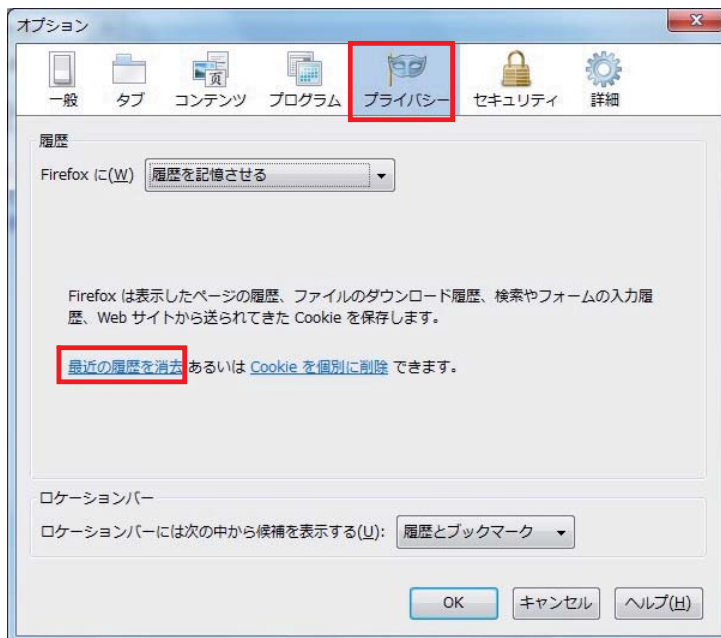 オプション
一般 タブ コンテンツ プログラム プライバシー セキュリティ 詳細
履歴
Firefox に(W) 履歴を記憶させる
Firefox は表示したページの履歴、ファイルのダウンロード履歴、検索やフォームの入力履
歴、Web サイトから送られてきた Cookie を保存します。
最近の履歴を消去 あるいは Cookie を個別に削除 できます。
ロケーションバー
ロケーションバーには次の中から候補を表示する(U): 履歴とブックマーク
OK キャンセル ヘルプ(H)